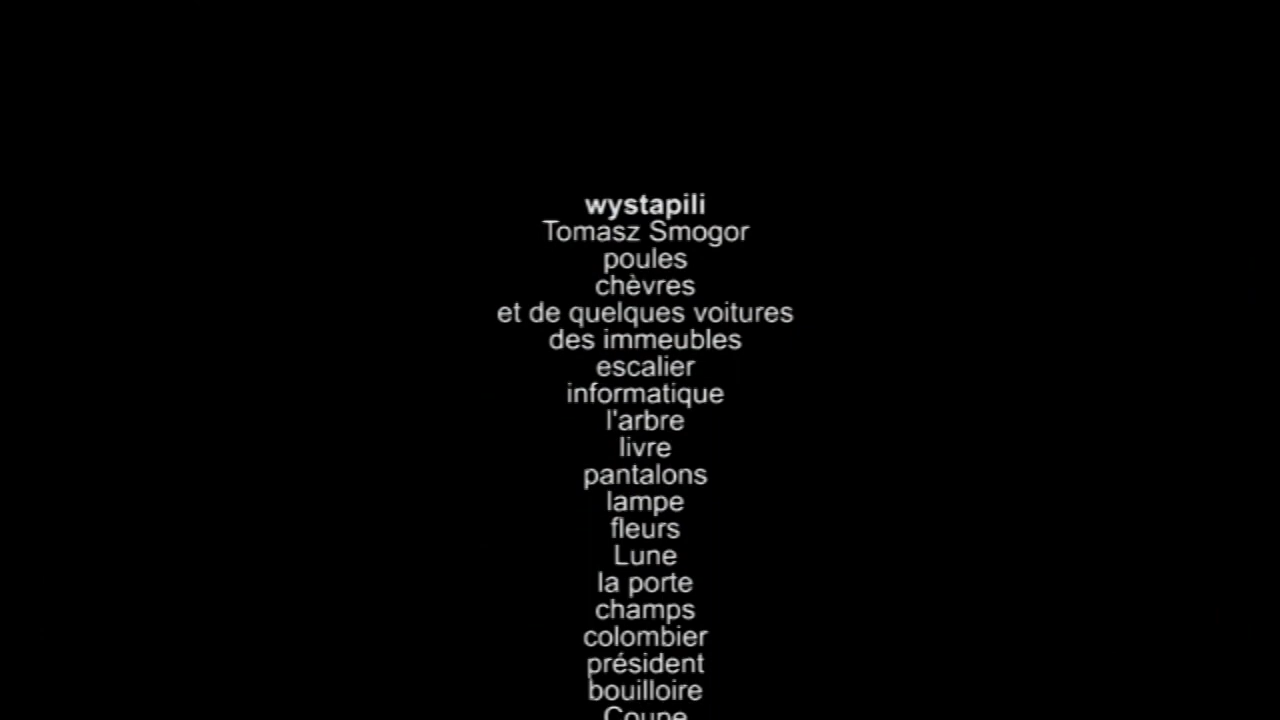 wystapili
Tomasz Smogor
poules
chèvres
et de quelques voitures
des immeubles
escalier
informatique
l'arbre
livre
pantalons
lampe
fleurs
Lune
la porte
champs
colombier
président
bouilloire
Coupe